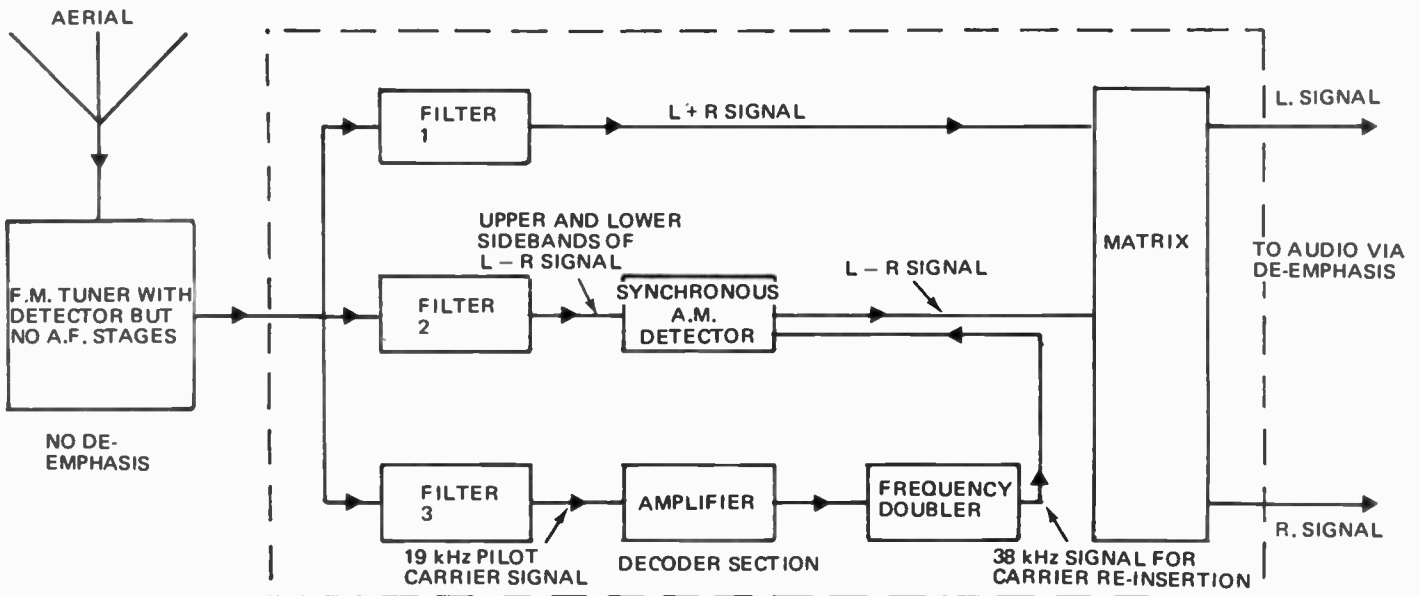 AERIAL
F.M. TUNER WITH
DETECTOR BUT
NO A.F. STAGES
NO DE-
EMPHASIS
FILTER
1
L + R SIGNAL
UPPER AND LOWER
SIDEBANDS OF
L – R SIGNAL
FILTER
2
SYNCHRONOUS
A.M.
DETECTOR
L – R SIGNAL
FILTER
3
19 kHz PILOT
CARRIER SIGNAL
AMPLIFIER
DECODER SECTION
FREQUENCY
DOUBLER
38 kHz SIGNAL FOR
CARRIER RE-INSERTION
MATRIX
L. SIGNAL
TO AUDIO VIA
DE-EMPHASIS
R. SIGNAL